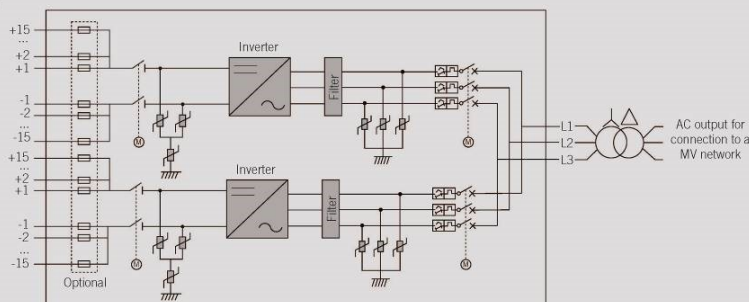 +15
...
+2
+1
-1
-2
...
-15
+15
...
+2
+1
-1
-2
...
-15
Optional
M
Inverter
Filter
M
M
Inverter
Filter
M
L1
L2
L3
AC output for
connection to a
MV network